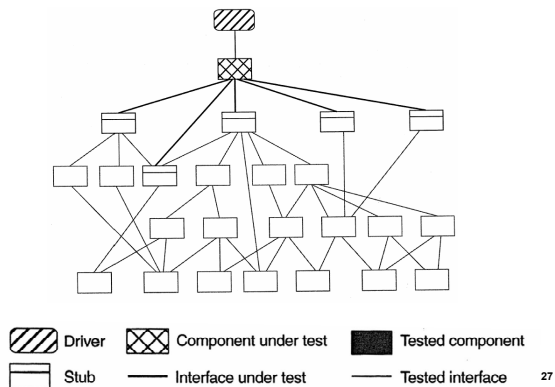 Driver Component under test Tested component
Stub Interface under test Tested interface
27